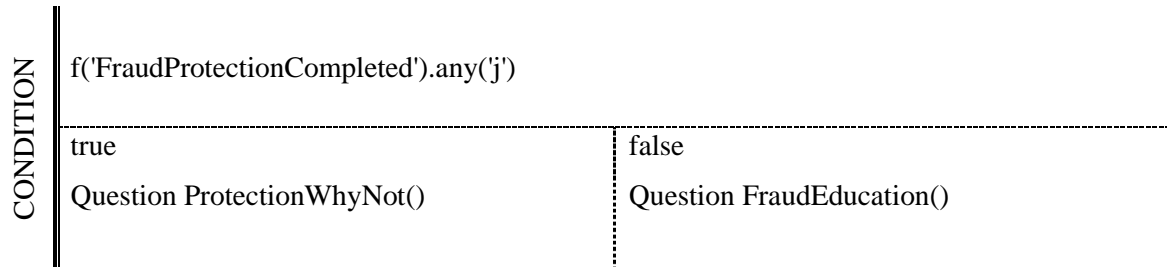 CONDITION
f('FraudProtectionCompleted').any('j')
true
false
Question ProtectionWhyNot()
Question FraudEducation()